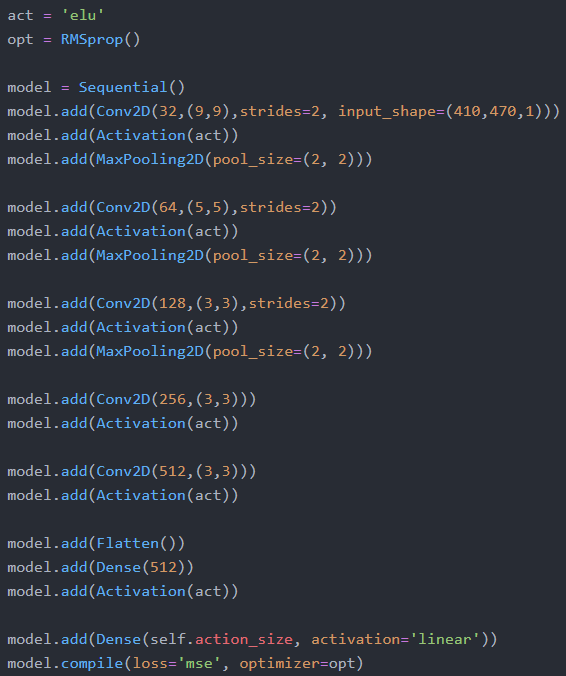 act = 'elu'
opt = RMSprop()
model = Sequential()
model.add(Conv2D(32,(9,9),strides=2, input_shape=(410,470,1)))
model.add(Activation(act))
model.add(MaxPooling2D(pool_size=(2, 2)))
model.add(Conv2D(64,(5,5),strides=2))
model.add(Activation(act))
model.add(MaxPooling2D(pool_size=(2, 2)))
model.add(Conv2D(128,(3,3),strides=2))
model.add(Activation(act))
model.add(MaxPooling2D(pool_size=(2, 2)))
model.add(Conv2D(256,(3,3)))
model.add(Activation(act))
model.add(Conv2D(512,(3,3)))
model.add(Activation(act))
model.add(Flatten())
model.add(Dense(512))
model.add(Activation(act))
model.add(Dense(self.action_size, activation='linear'))
model.compile(loss='mse', optimizer=opt)